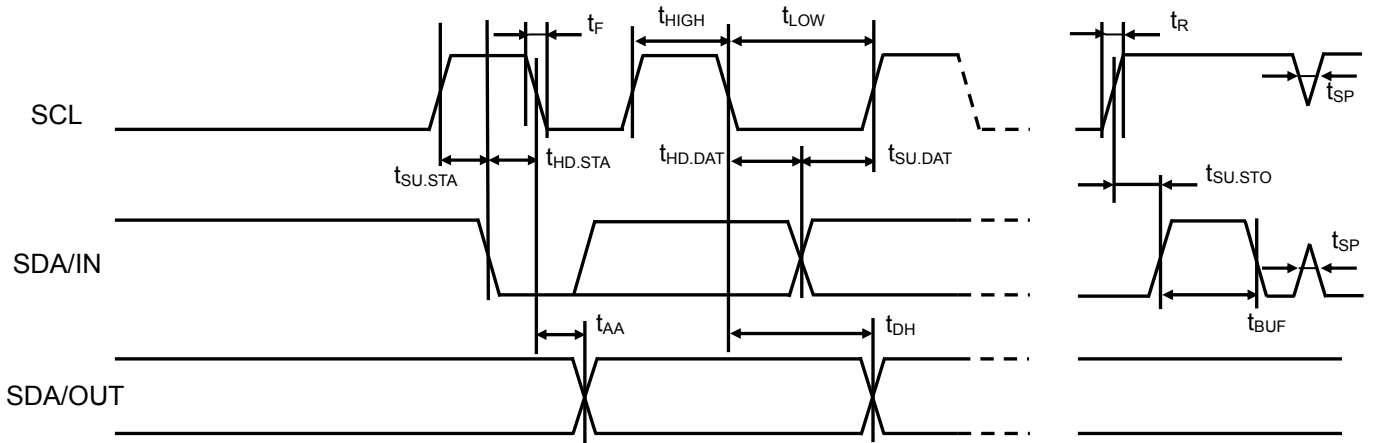 tF
tHIGH
tLOW
tR
SCL
tSP
tSU.STA
tHD.STA
tHD.DAT
tSU.DAT
tSU.STO
SDA/IN
tSP
tAA
tDH
tBUF
SDA/OUT